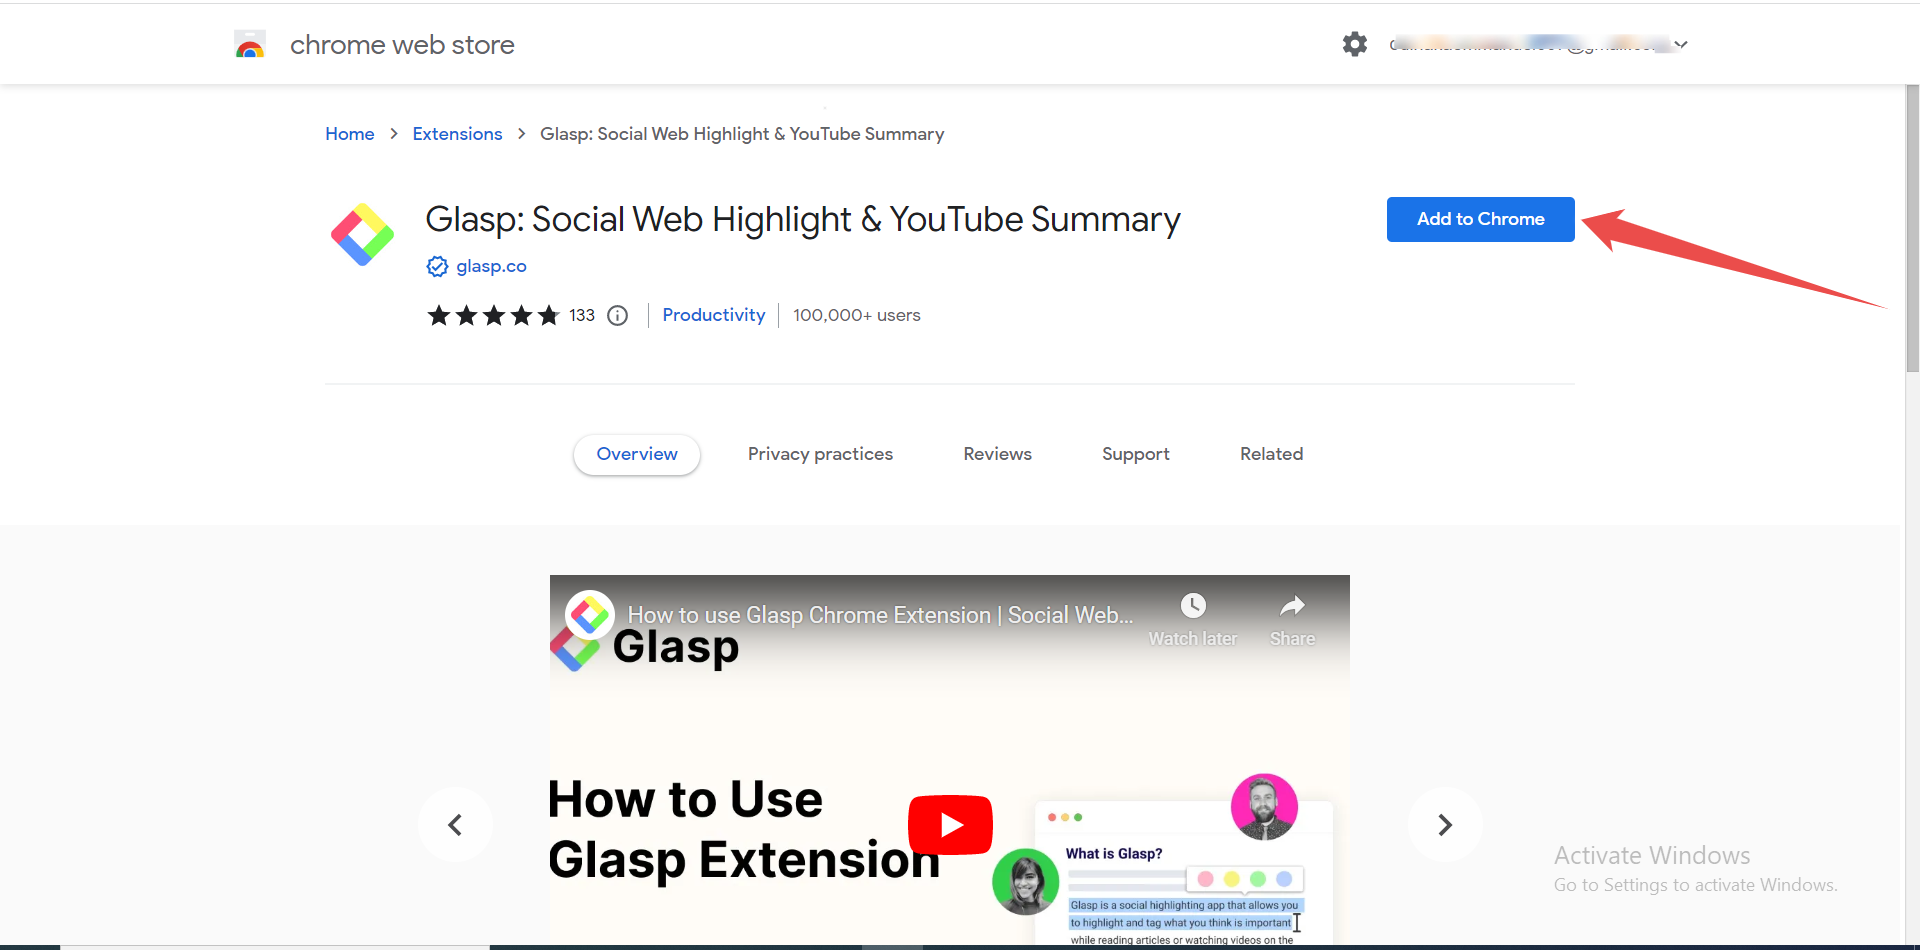 chrome web store
Home > Extensions > Glasp: Social Web Highlight & YouTube Summary
Glasp: Social Web Highlight & YouTube Summary
Add to Chrome
glasp.co
133
Productivity
100,000+ users
Overview
Privacy practices
Reviews
Support
Related
How to use Glasp Chrome Extension | Social Web...
Watch later
Share
Glasp
How to Use
Glasp Extension
What is Glasp?
Glasp is a social highlighting app that allows you
to highlight and tag what you think is important
while reading articles or watching videos on the
Activate Windows
Go to Settings to activate Windows.